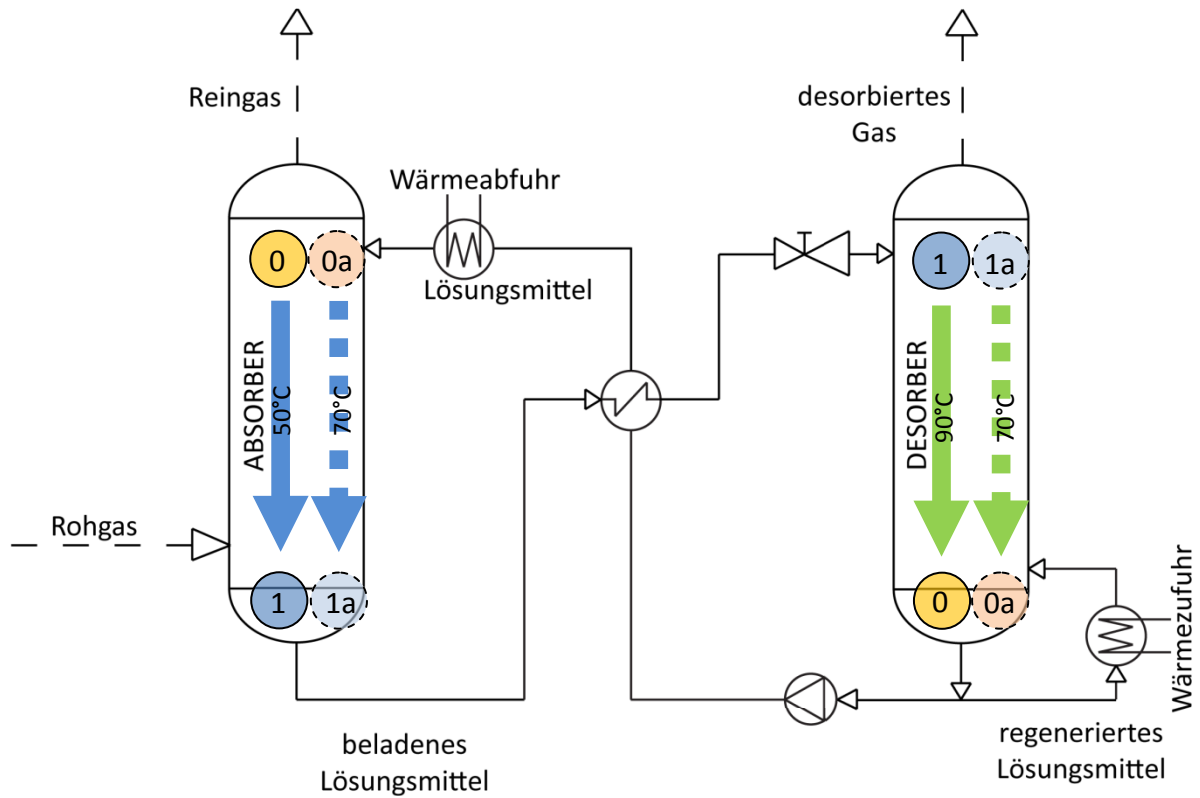 Reingas
desorbiertes
Gas
Wärmeabfuhr
Lösungsmittel
0
0a
1
1a
ABSORBER
50°C
70°C
DESORBER
90°C
70°C
Rohgas
1
1a
0
0a
Wärmezufuhr
beladenes
Lösungsmittel
regeneriertes
Lösungsmittel